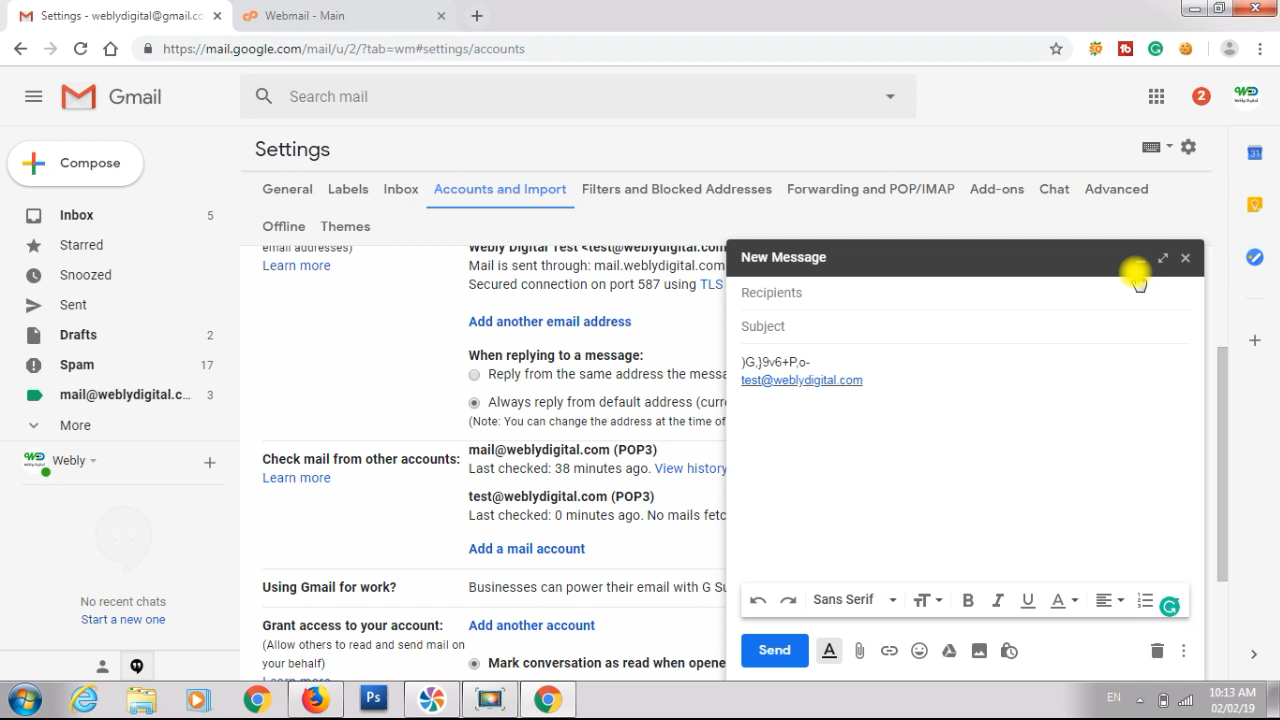 Settings - weblydigital@gmail.co
Webmail - Main
https://mail.google.com/mail/u/2/?tab=wm#settings/accounts
Gmail
Search mail
2
Compose
Settings
General Labels Inbox Accounts and Import Filters and Blocked Addresses Forwarding and POP/IMAP Add-ons Chat Advanced
Offline Themes
Inbox 5
Starred
Snoozed
Sent
Drafts 2
Spam 17
mail@weblydigital.c... 3
More
Webly
No recent chats
Start a new one
email addresses)
Learn more
Webly Digital Test <test@weblydigital.com
Mail is sent through: mail.weblydigital.com
Secured connection on port 587 using TLS
Add another email address
When replying to a message:
Reply from the same address the messa
Always reply from default address (curre
(Note: You can change the address at the time of
Check mail from other accounts:
Learn more
mail@weblydigital.com (POP3)
Last checked: 38 minutes ago. View history
test@weblydigital.com (POP3)
Last checked: 0 minutes ago. No mails fetc
Add a mail account
Using Gmail for work?
Businesses can power their email with G Su
Grant access to your account:
(Allow others to read and send mail on
your behalf)
Add another account
Mark conversation as read when opene
New Message
Recipients
Subject
)G,}9v6+P,o-
test@weblydigital.com
Sans Serif
Send
31
EN
10:13 AM
02/02/19